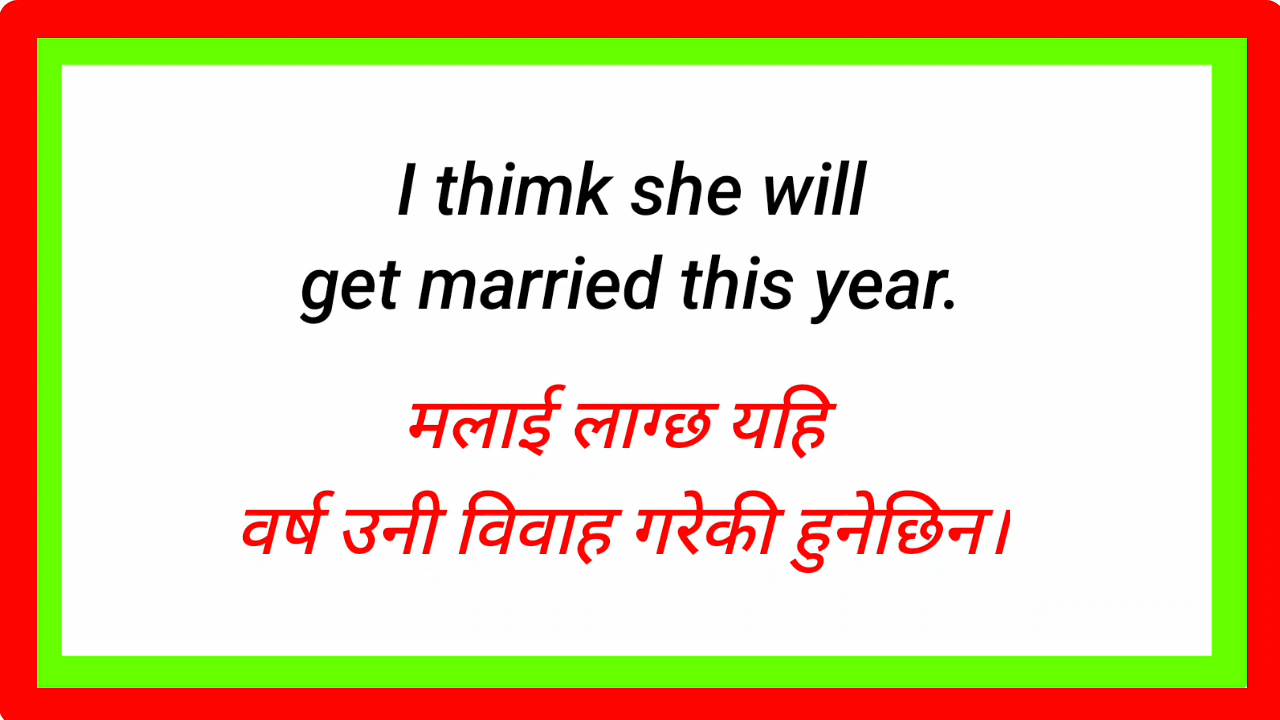 I thimk she will
get married this year.
मलाई लाग्छ यहि
वर्ष उनी विवाह गरेकी हुनेछिन।